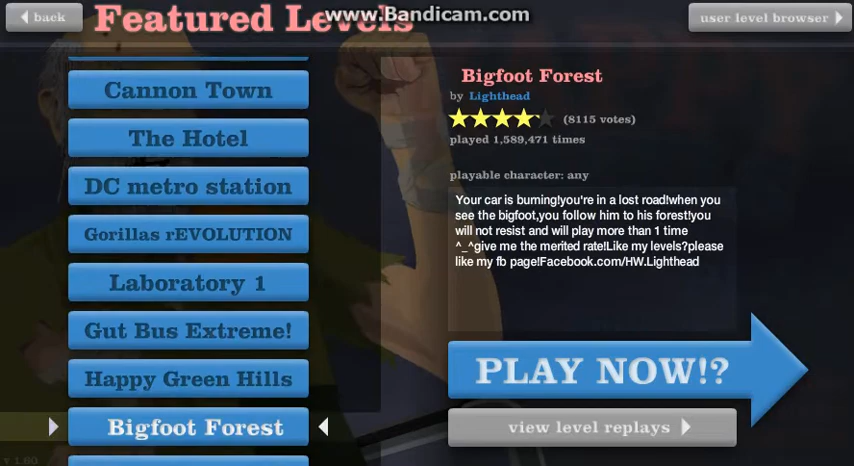 back
Featured Levels
www.Bandicam.com
user level browser
Cannon Town
The Hotel
DC metro station
Gorillas rEVOLUTION
Laboratory 1
Gut Bus Extreme!
Happy Green Hills
Bigfoot Forest
v 1.60
Bigfoot Forest
by Lighthead
(8115 votes)
played 1,589,471 times
playable character: any
Your car is burning!you're in a lost road!when you
see the bigfoot,you follow him to his forest!you
will not resist and will play more than 1 time
^_^give me the merited rate!Like my levels?please
like my fb page!Facebook.com/HW.Lighthead
PLAY NOW!?
view level replays